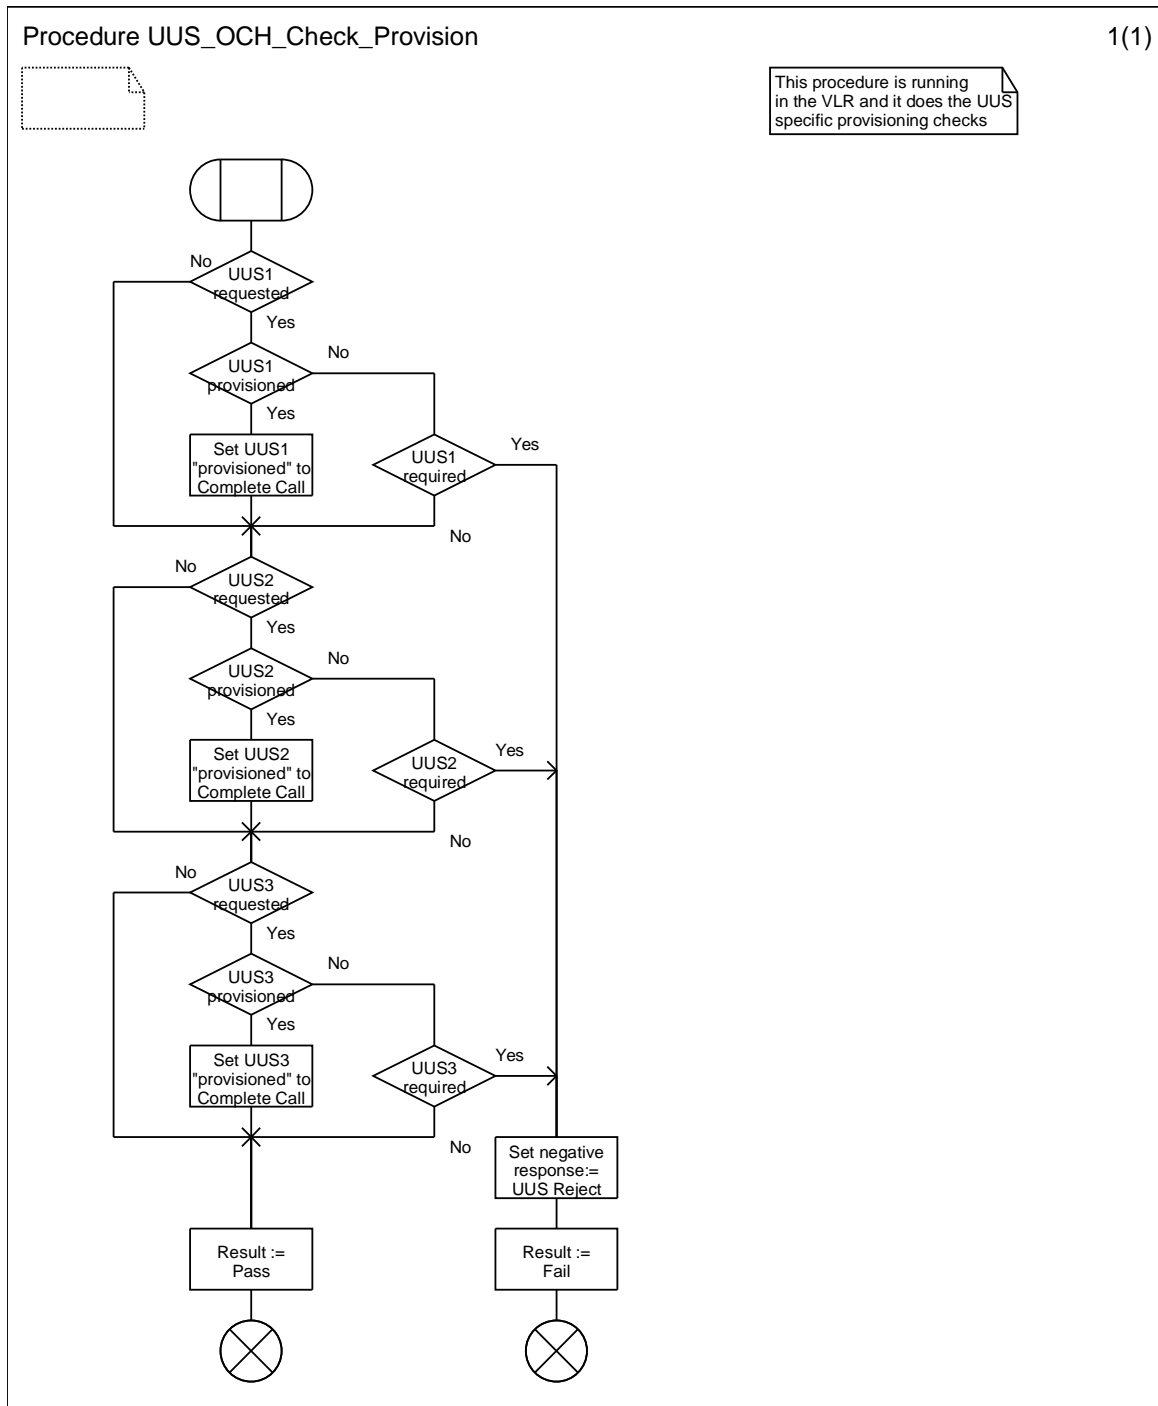 Procedure UUS_OCH_Check_Provision
1(1)
This procedure is running
in the VLR and it does the UUS
specific provisioning checks
No
UUS1
requested
Yes
No
UUS1
provisioned
Yes
Set UUS1
"provisioned" to
Complete Call
UUS1
required
Yes
No
No
UUS2
requested
Yes
No
UUS2
provisioned
Yes
Set UUS2
"provisioned" to
Complete Call
UUS2
required
Yes
No
No
UUS3
requested
Yes
No
UUS3
provisioned
Yes
Set UUS3
"provisioned" to
Complete Call
UUS3
required
Yes
No
Set negative
response:=
UUS Reject
Result :=
Pass
Result :=
Fail